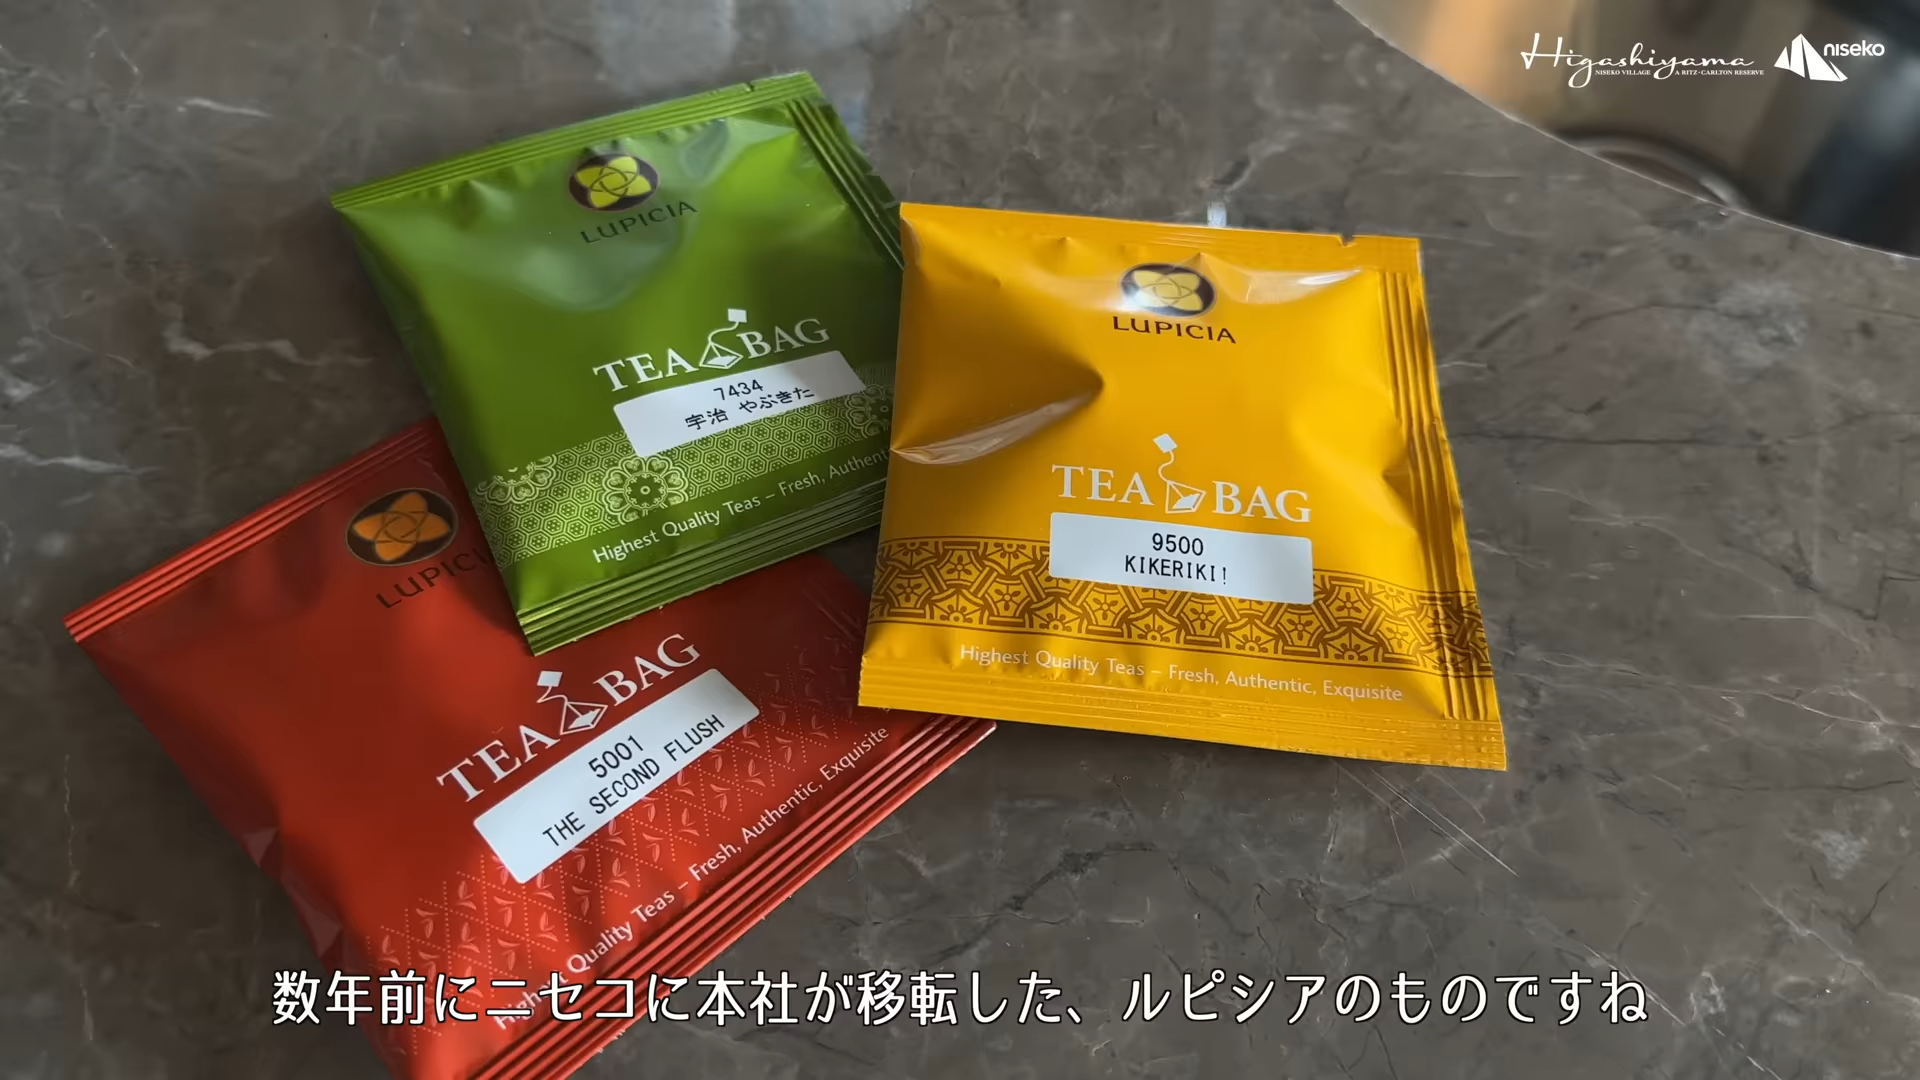 Higashiyama
NISEKO VILLAGE A RITZ-CARLTON RESERVE
niseko
LUPICIA
TEA BAG
7434
宇治 やぶきた
Highest Quality Teas – Fresh, Authent
LUPICIA
TEA BAG
9500
KIKERIKI!
Highest Quality Teas – Fresh, Authentic, Exquisite
LUPICI
TEA BAG
5001
THE SECOND FLUSH
Highest Quality Teas – Fresh, Authentic, Exquisite
数年前にニセコに本社が移転した、ルピシアのものですね